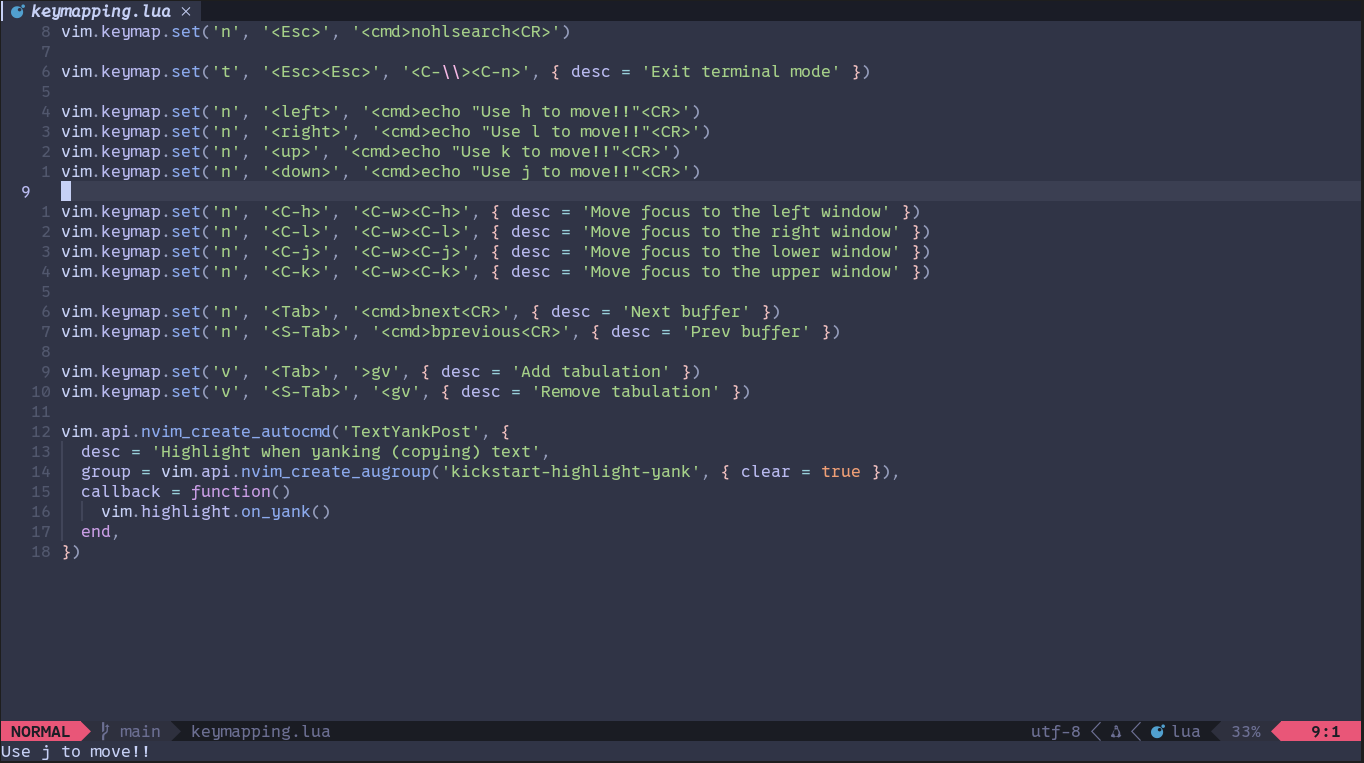 keymapping.lua ×
8 vim.keymap.set('n', '<Esc>', '<cmd>nohlsearch<CR>')
7
6 vim.keymap.set('t', '<Esc><Esc>', '<C-\\><C-n>', { desc = 'Exit terminal mode' })
5
4 vim.keymap.set('n', '<left>', '<cmd>echo "Use h to move!!"<CR>')
3 vim.keymap.set('n', '<right>', '<cmd>echo "Use l to move!!"<CR>')
2 vim.keymap.set('n', '<up>', '<cmd>echo "Use k to move!!"<CR>')
1 vim.keymap.set('n', '<down>', '<cmd>echo "Use j to move!!"<CR>')
9
1 vim.keymap.set('n', '<C-h>', '<C-w><C-h>', { desc = 'Move focus to the left window' })
2 vim.keymap.set('n', '<C-l>', '<C-w><C-l>', { desc = 'Move focus to the right window' })
3 vim.keymap.set('n', '<C-j>', '<C-w><C-j>', { desc = 'Move focus to the lower window' })
4 vim.keymap.set('n', '<C-k>', '<C-w><C-k>', { desc = 'Move focus to the upper window' })
5
6 vim.keymap.set('n', '<Tab>', '<cmd>bnext<CR>', { desc = 'Next buffer' })
7 vim.keymap.set('n', '<S-Tab>', '<cmd>bprevious<CR>', { desc = 'Prev buffer' })
8
9 vim.keymap.set('v', '<Tab>', '>gv', { desc = 'Add tabulation' })
10 vim.keymap.set('v', '<S-Tab>', '<gv', { desc = 'Remove tabulation' })
11
12 vim.api.nvim_create_autocmd('TextYankPost', {
13   desc = 'Highlight when yanking (copying) text',
14   group = vim.api.nvim_create_augroup('kickstart-highlight-yank', { clear = true }),
15   callback = function()
16     vim.highlight.on_yank()
17   end,
18 })
NORMAL main keymapping.lua utf-8 lua 33% 9:1
Use j to move!!